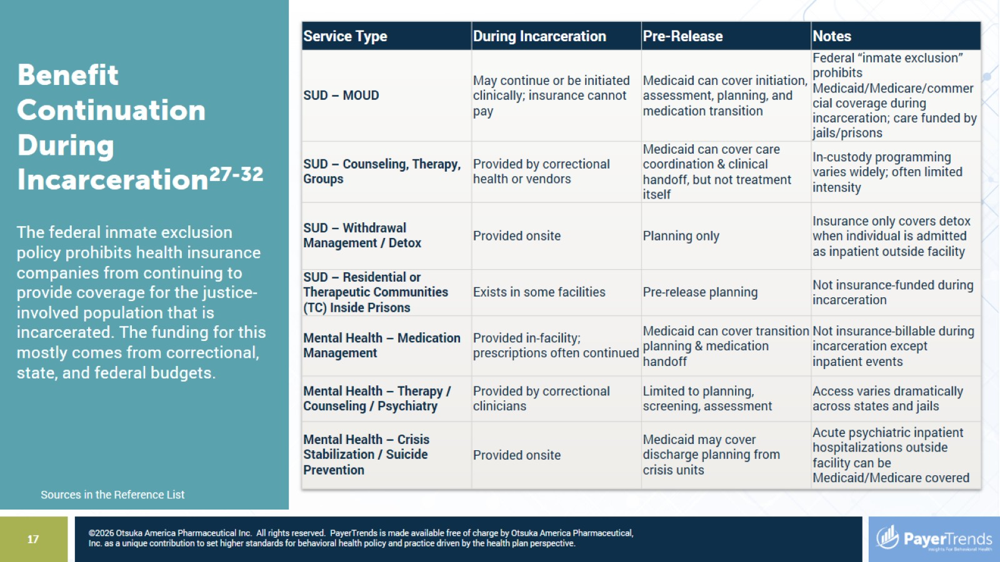 Benefit
Continuation
During
Incarceration27-32
The federal inmate exclusion
policy prohibits health insurance
companies from continuing to
provide coverage for the justice-
involved population that is
incarcerated. The funding for this
mostly comes from correctional,
state, and federal budgets.
Sources in the Reference List
Service Type During Incarceration Pre-Release Notes
SUD – MOUD
May continue or be initiated
clinically; insurance cannot
pay
Medicaid can cover initiation,
assessment, planning, and
medication transition
Federal “inmate exclusion”
prohibits
Medicaid/Medicare/commer
cial coverage during
incarceration; care funded by
jails/prisons
SUD – Counseling, Therapy,
Groups
Provided by correctional
health or vendors
Medicaid can cover care
coordination & clinical
handoff, but not treatment
itself
In-custody programming
varies widely; often limited
intensity
SUD – Withdrawal
Management / Detox
Provided onsite
Planning only
Insurance only covers detox
when individual is admitted
as inpatient outside facility
SUD – Residential or
Therapeutic Communities
(TC) Inside Prisons
Exists in some facilities
Pre-release planning
Not insurance-funded during
incarceration
Mental Health – Medication
Management
Provided in-facility;
prescriptions often continued
Medicaid can cover transition
planning & medication
handoff
Not insurance-billable during
incarceration except
inpatient events
Mental Health – Therapy /
Counseling / Psychiatry
Provided by correctional
clinicians
Limited to planning,
screening, assessment
Access varies dramatically
across states and jails
Mental Health – Crisis
Stabilization / Suicide
Prevention
Provided onsite
Medicaid may cover
discharge planning from
crisis units
Acute psychiatric inpatient
hospitalizations outside
facility can be
Medicaid/Medicare covered
17
©2026 Otsuka America Pharmaceutical Inc. All rights reserved. PayerTrends is made available free of charge by Otsuka America Pharmaceutical,
Inc. as a unique contribution to set higher standards for behavioral health policy and practice driven by the health plan perspective.
PayerTrends
Insights For Behavioral Health